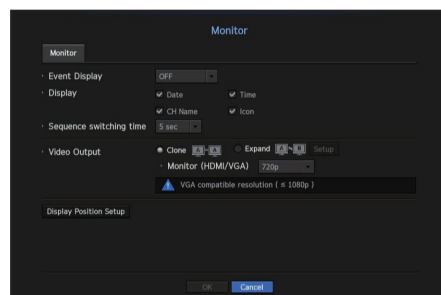 Monitor
Monitor
· Event Display OFF
· Display Date Time
CH Name Icon
· Sequence switching time 5 sec
· Video Output Clone A A Expand A B Setup
· Monitor (HDMI/VGA) 720p
VGA compatible resolution ( ≤ 1080p )
Display Position Setup
OK Cancel